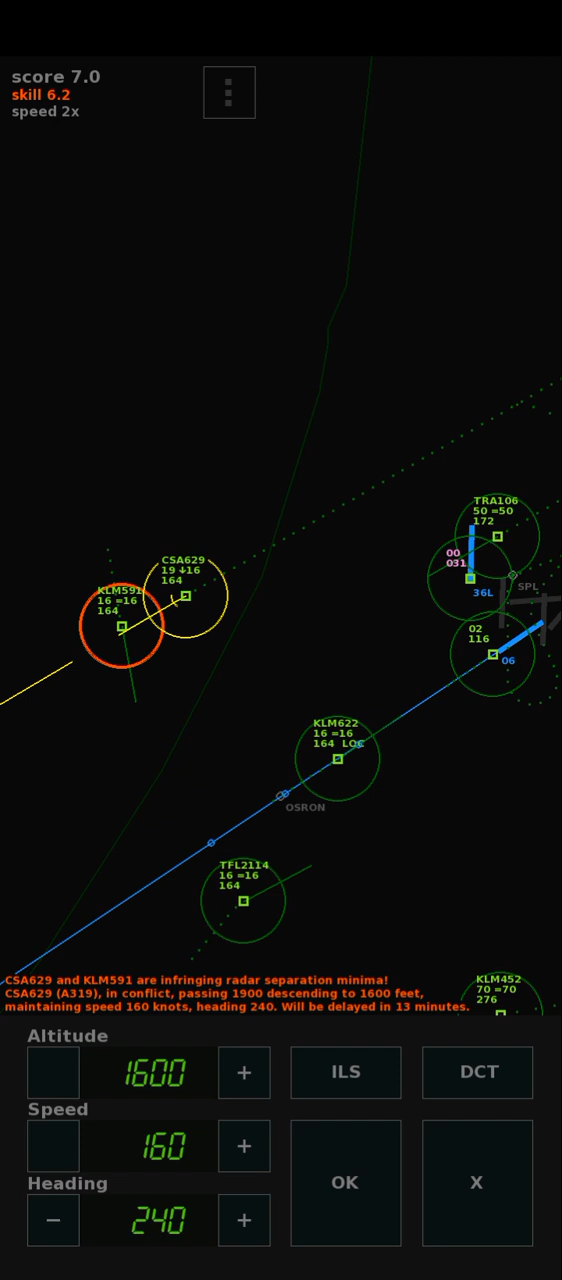 score 7.0
skill 6.2
speed 2x
TRA106
50 =50
172
00
031
36L
SPL
CSA629
19 ↓16
164
KLM591
16 =16
164
02
116
06
KLM622
16 =16
164 LOC
OSRON
TFL2114
16 =16
164
KLM452
70 =70
276
CSA629 and KLM591 are infringing radar separation minima!
CSA629 (A319), in conflict, passing 1900 descending to 1600 feet,
maintaining speed 160 knots, heading 240. Will be delayed in 13 minutes.
Altitude
1600
+
ILS
DCT
Speed
160
+
OK
X
Heading
−
240
+